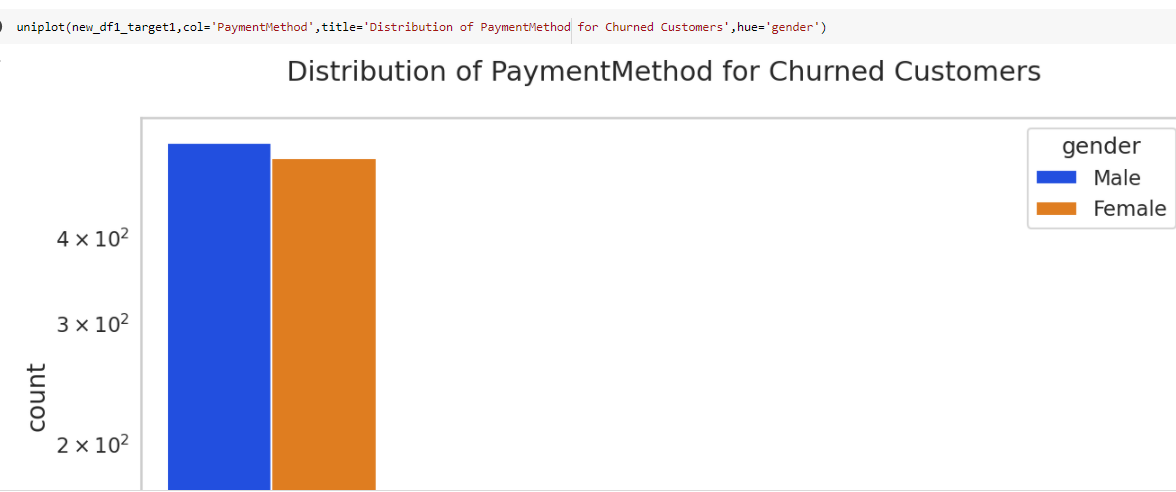 uniplot(new_df1_target1,col='PaymentMethod',title='Distribution of PaymentMethod for Churned Customers',hue='gender')
Distribution of PaymentMethod for Churned Customers
gender
Male
Female
4 × 10²
3 × 10²
2 × 10²
count